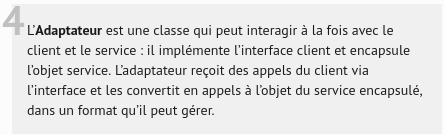 4
L’Adaptateur est une classe qui peut interagir à la fois avec le
client et le service : il implémente l’interface client et encapsule
l’objet service. L’adaptateur reçoit des appels du client via
l’interface et les convertit en appels à l’objet du service encapsulé,
dans un format qu’il peut gérer.